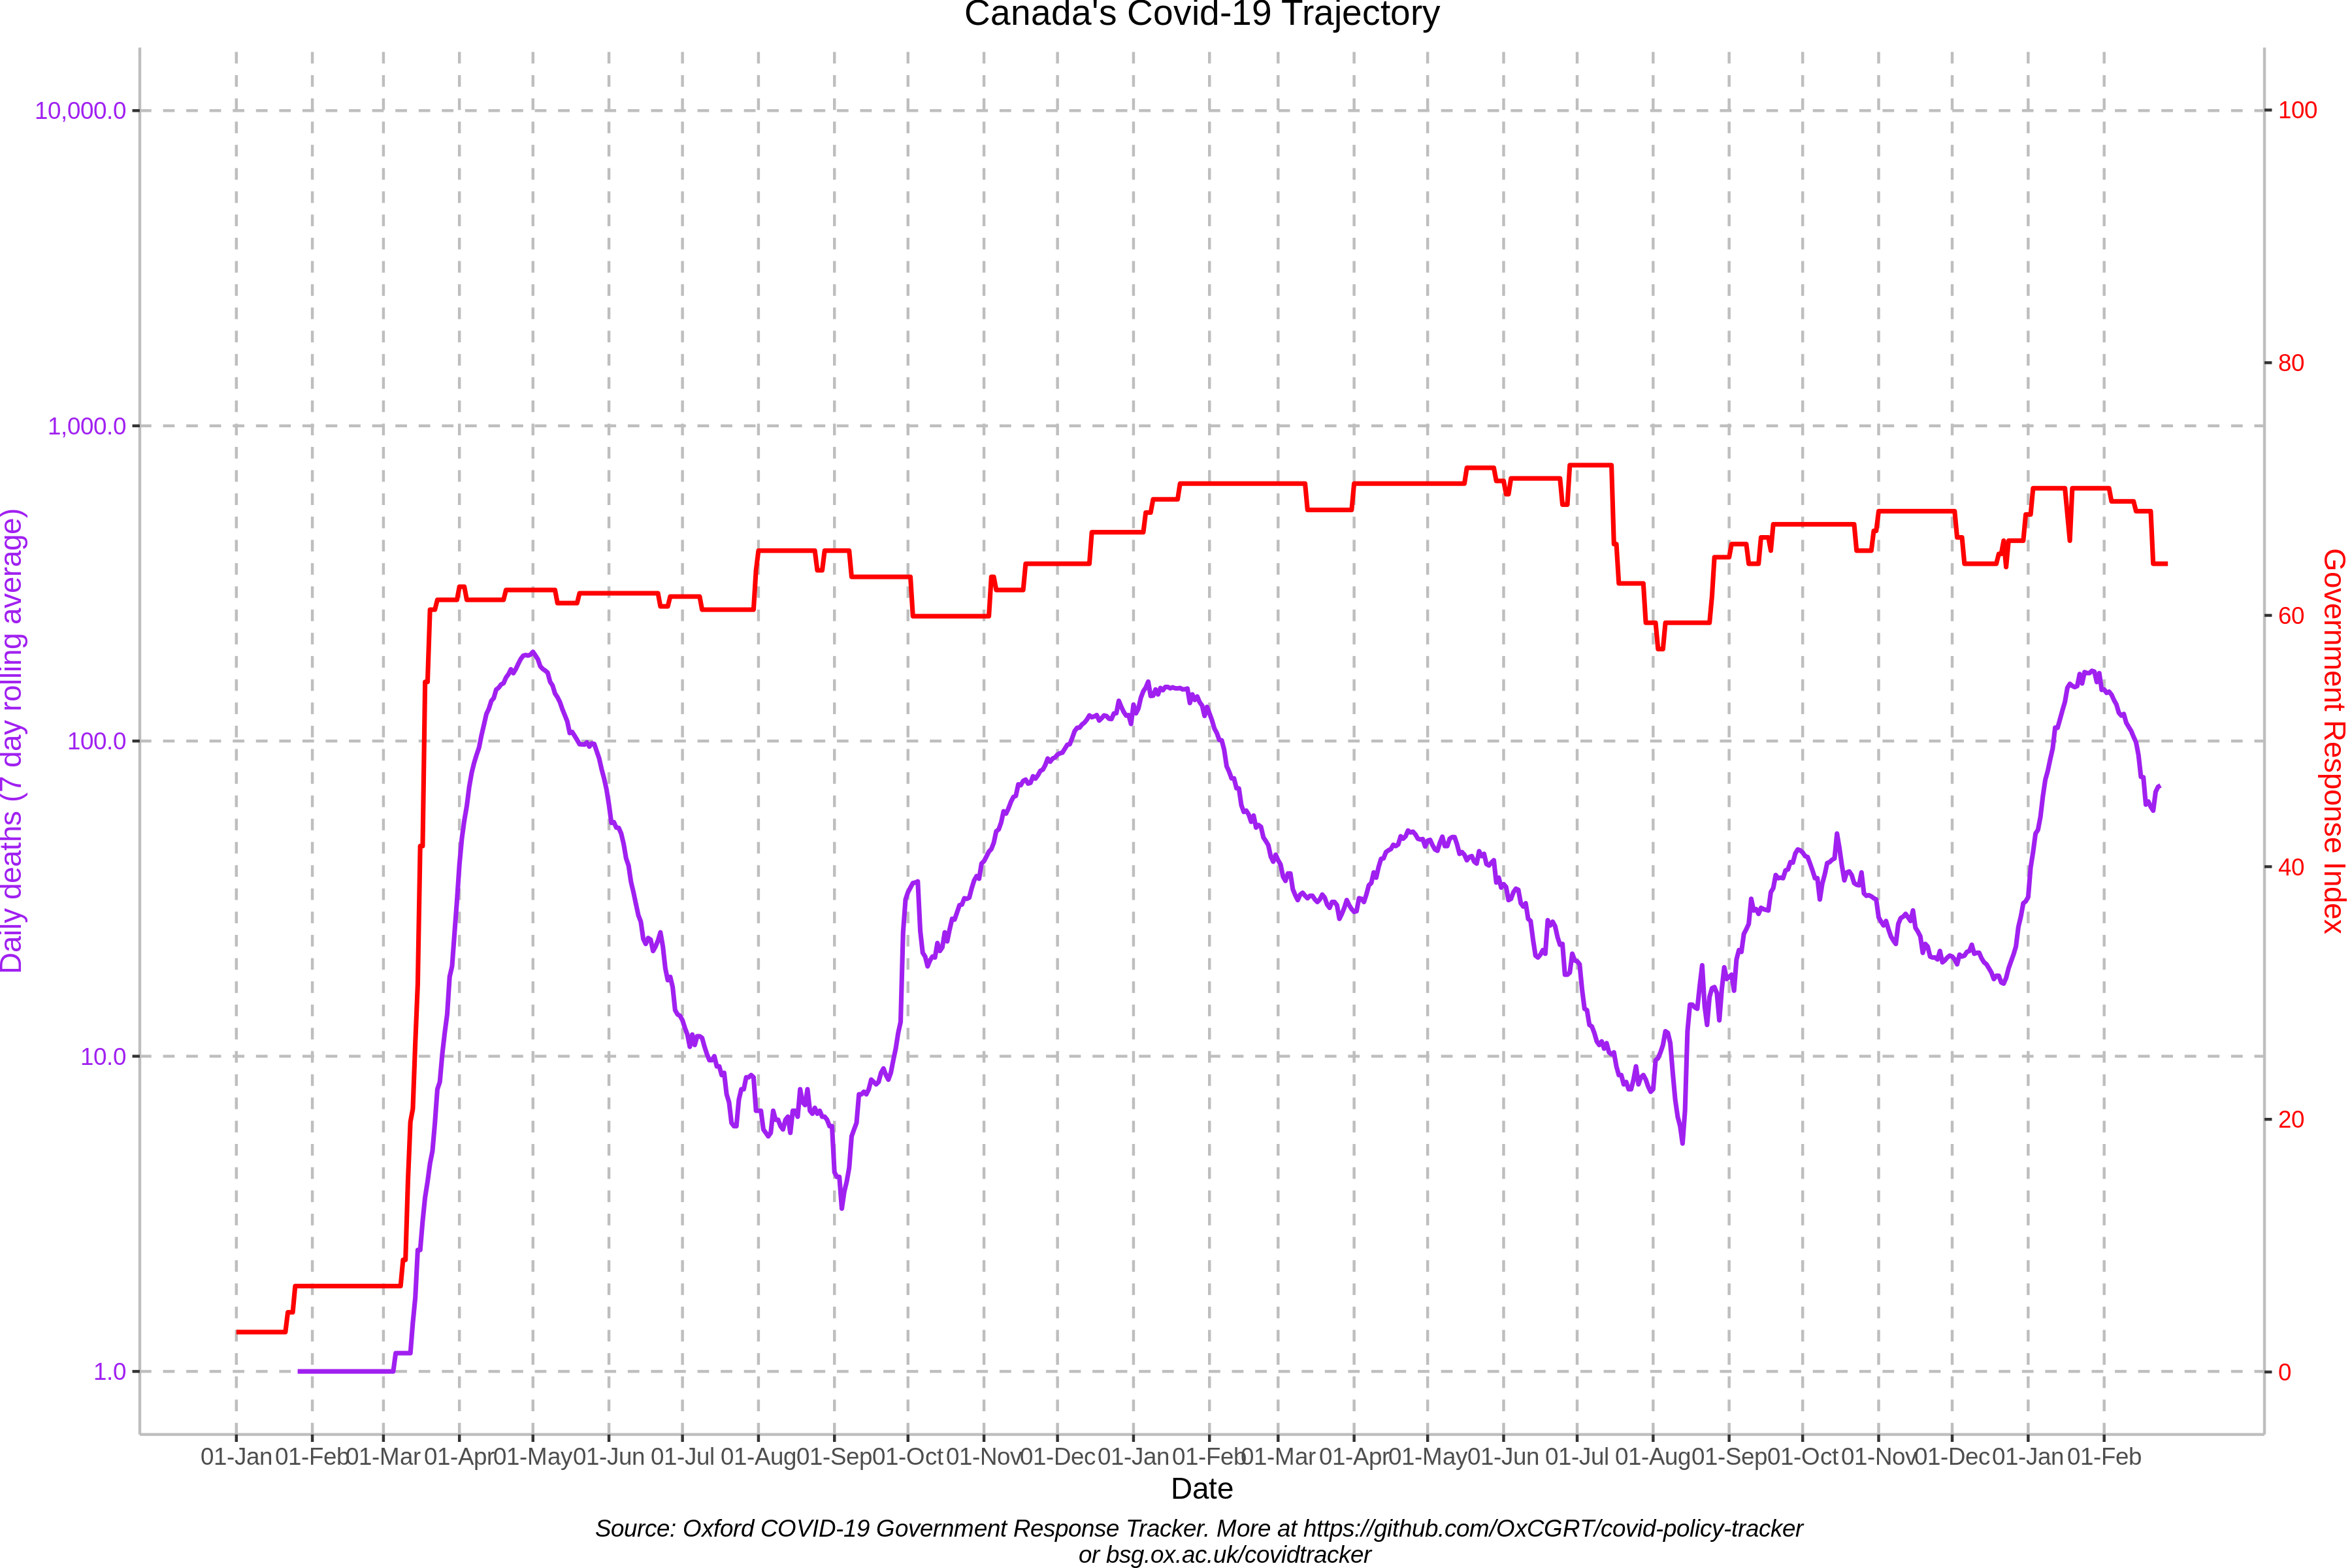 Canada's Covid-19 Trajectory
10,000.0
1,000.0
100.0
10.0
1.0
Daily deaths (7 day rolling average)
100
80
60
40
20
0
Government Response Index
01-Jan 01-Feb 01-Mar 01-Apr 01-May 01-Jun 01-Jul 01-Aug 01-Sep 01-Oct 01-Nov 01-Dec 01-Jan 01-Feb 01-Mar 01-Apr 01-May 01-Jun 01-Jul 01-Aug 01-Sep 01-Oct 01-Nov 01-Dec 01-Jan 01-Feb
Date
Source: Oxford COVID-19 Government Response Tracker. More at https://github.com/OxCGRT/covid-policy-tracker
or bsg.ox.ac.uk/covidtracker